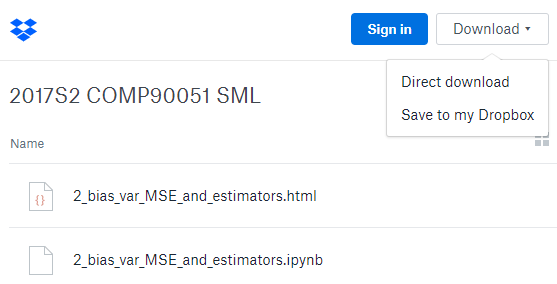 Sign in
Download
Direct download
Save to my Dropbox
2017S2 COMP90051 SML
Name
{ }
2_bias_var_MSE_and_estimators.html
2_bias_var_MSE_and_estimators.ipynb